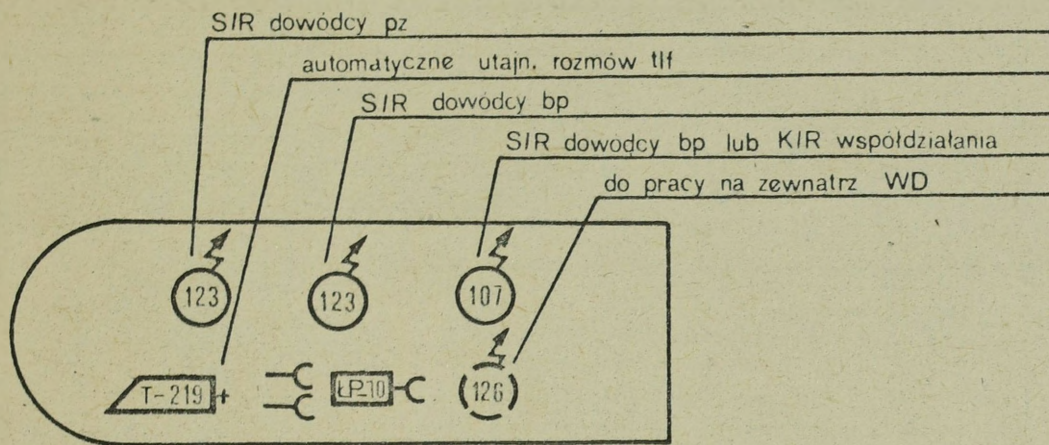 S/R dowódcy pz
automatyczne utajn. rozmów tlf
S/R dowódcy bp
S/R dowódcy bp lub K/R współdziałania
do pracy na zewnatrz WD
123 123 107
T-219 + ŁP-10 126